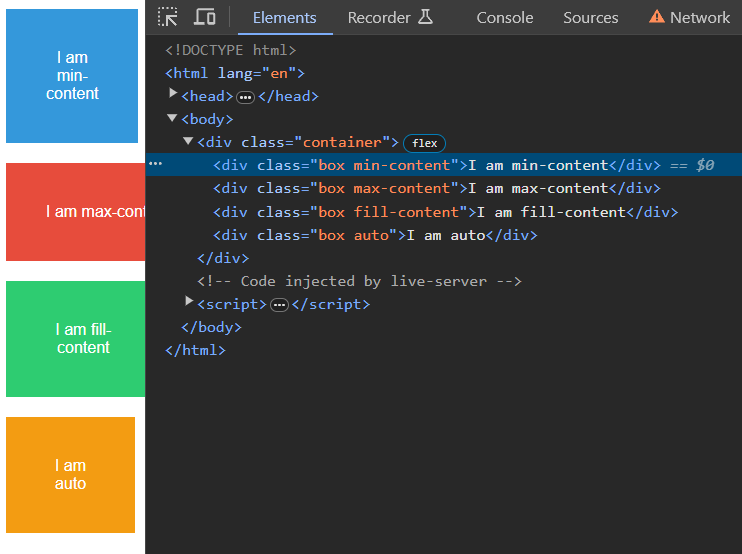 I am
min-
content
I am max-cont
I am fill-
content
I am
auto
Elements
Recorder
Console
Sources
Network
<!DOCTYPE html>
<html lang="en">
<head>…</head>
<body>
<div class="container"> flex
… <div class="box min-content">I am min-content</div> == $0
<div class="box max-content">I am max-content</div>
<div class="box fill-content">I am fill-content</div>
<div class="box auto">I am auto</div>
</div>
<!-- Code injected by live-server -->
<script>…</script>
</body>
</html>